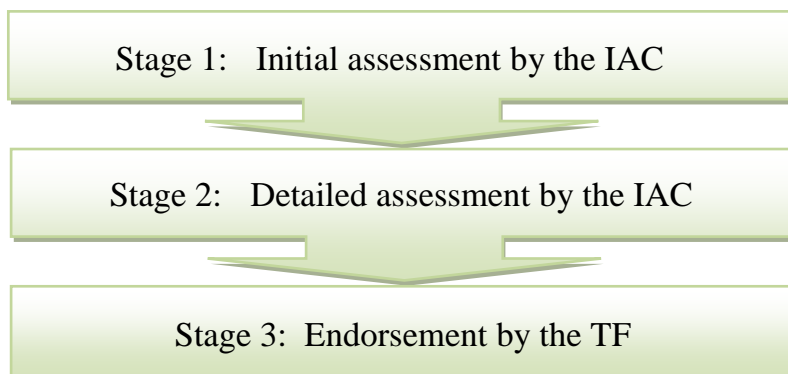 Stage 1: Initial assessment by the IAC
Stage 2: Detailed assessment by the IAC
Stage 3: Endorsement by the TF